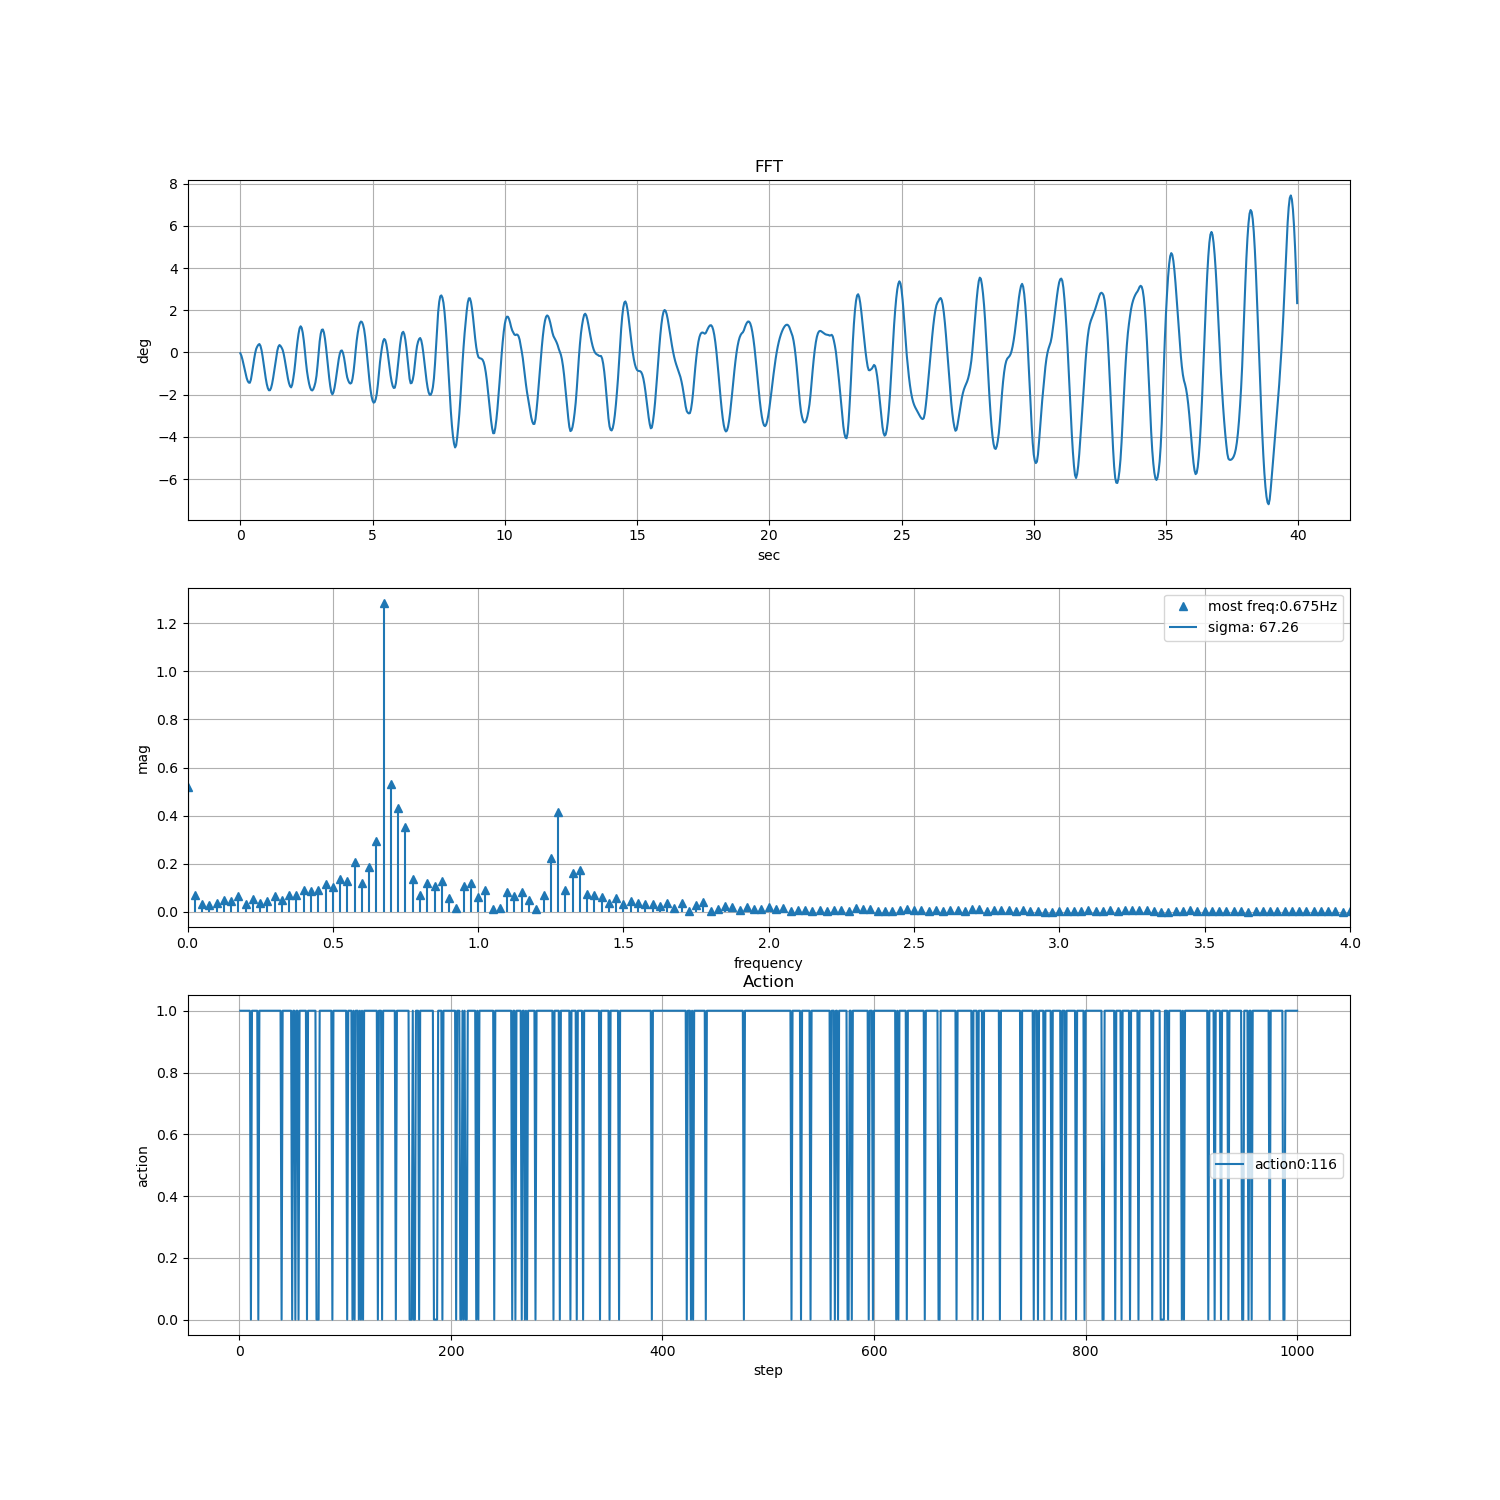 FFT
8
6
4
2
0
−2
−4
−6
deg
0 5 10 15 20 25 30 35 40
sec
most freq:0.675Hz
sigma: 67.26
1.2
1.0
0.8
0.6
0.4
0.2
0.0
mag
0.0 0.5 1.0 1.5 2.0 2.5 3.0 3.5 4.0
frequency
Action
1.0
0.8
0.6
0.4
0.2
0.0
action
action0:116
0 200 400 600 800 1000
step